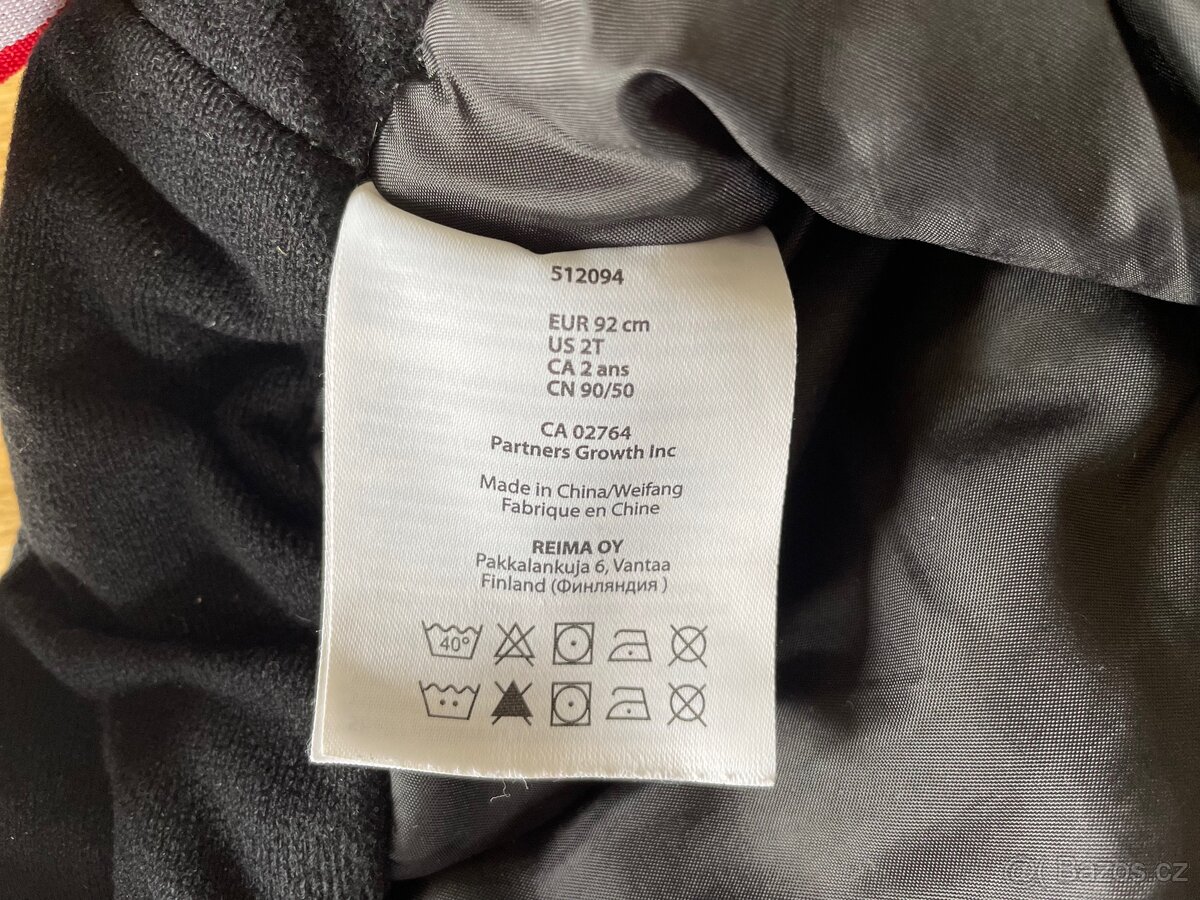 512094
EUR 92 cm
US 2T
CA 2 ans
CN 90/50
CA 02764
Partners Growth Inc
Made in China/Weifang
Fabrique en Chine
REIMA OY
Pakkalankuja 6, Vantaa
Finland (Финляндия )
40°
Bazos.cz